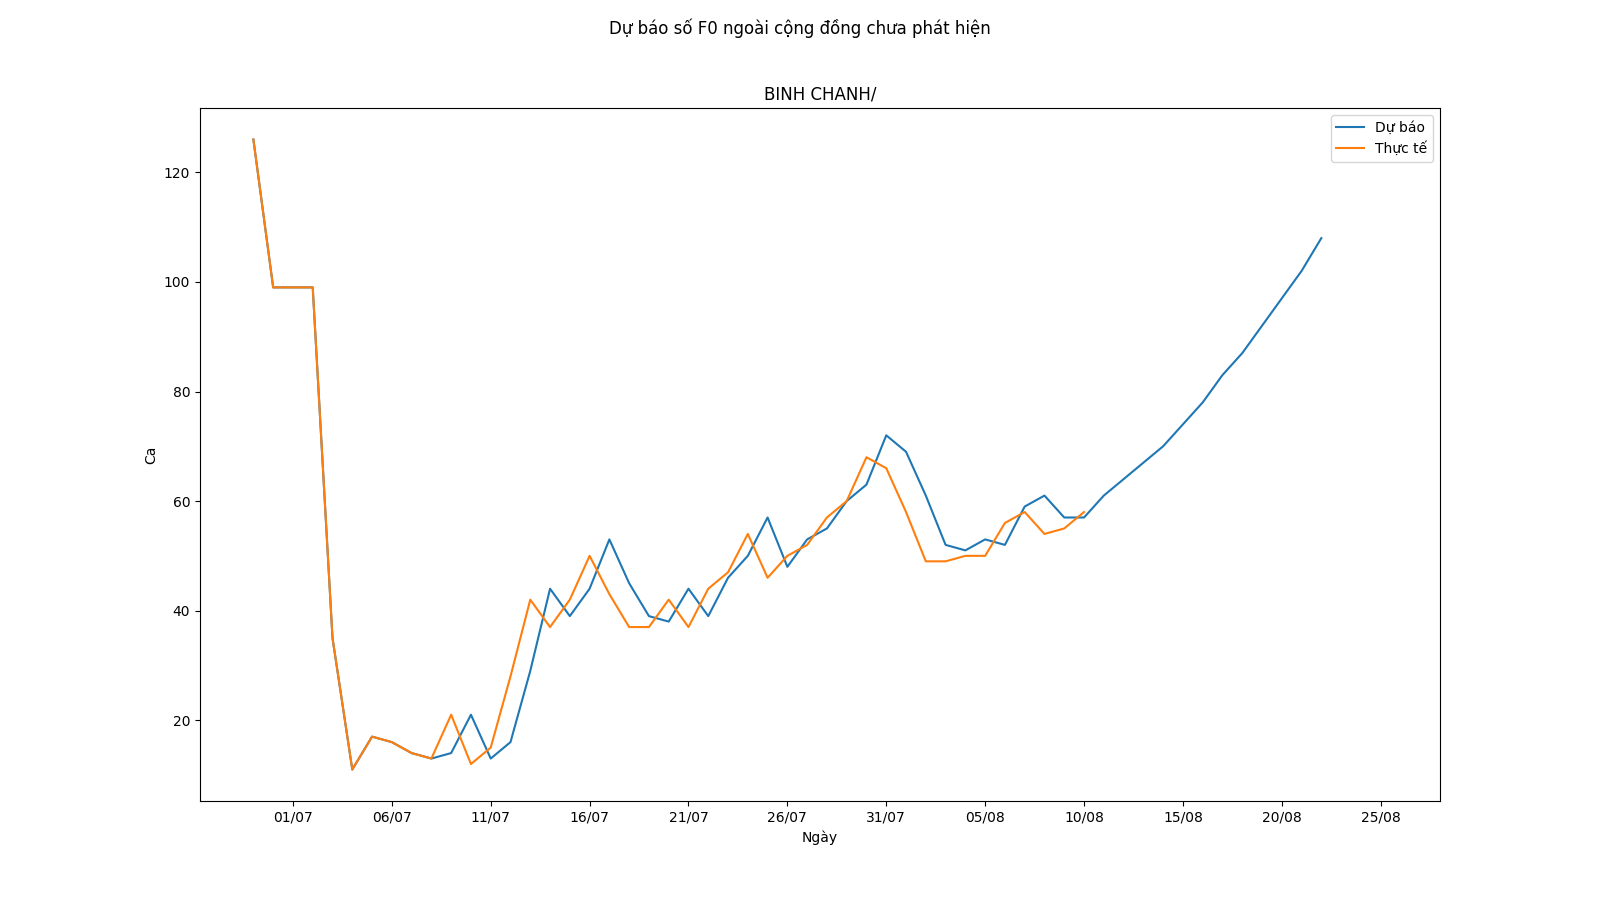 Dự báo số F0 ngoài cộng đồng chưa phát hiện
BINH CHANH/
Dự báo
Thực tế
120
100
80
60
40
20
Ca
01/07 06/07 11/07 16/07 21/07 26/07 31/07 05/08 10/08 15/08 20/08 25/08
Ngày